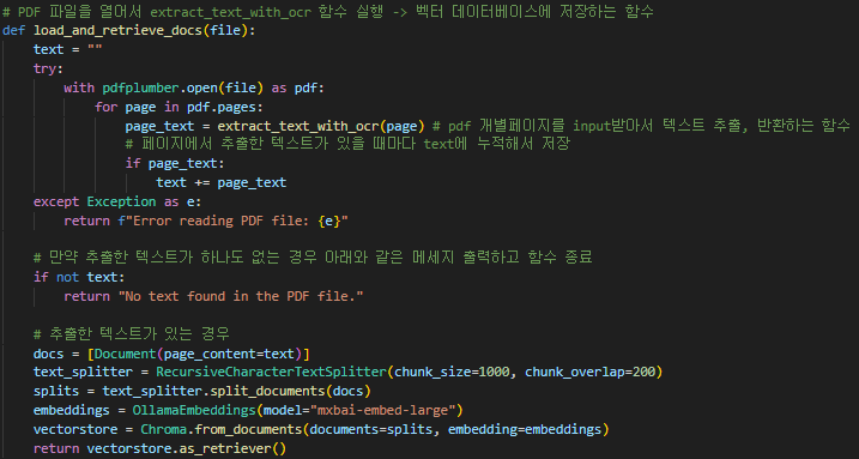 # PDF 파일을 열어서 extract_text_with_ocr 함수 실행 -> 벡터 데이터베이스에 저장하는 함수
def load_and_retrieve_docs(file):
    text = ""
    try:
        with pdfplumber.open(file) as pdf:
            for page in pdf.pages:
                page_text = extract_text_with_ocr(page) # pdf 개별페이지를 input받아서 텍스트 추출, 반환하는 함수
                # 페이지에서 추출한 텍스트가 있을 때마다 text에 누적해서 저장
                if page_text:
                    text += page_text
    except Exception as e:
        return f"Error reading PDF file: {e}"

    # 만약 추출한 텍스트가 하나도 없는 경우 아래와 같은 메세지 출력하고 함수 종료
    if not text:
        return "No text found in the PDF file."

    # 추출한 텍스트가 있는 경우
    docs = [Document(page_content=text)]
    text_splitter = RecursiveCharacterTextSplitter(chunk_size=1000, chunk_overlap=200)
    splits = text_splitter.split_documents(docs)
    embeddings = OllamaEmbeddings(model="mxbai-embed-large")
    vectorstore = Chroma.from_documents(documents=splits, embedding=embeddings)
    return vectorstore.as_retriever()